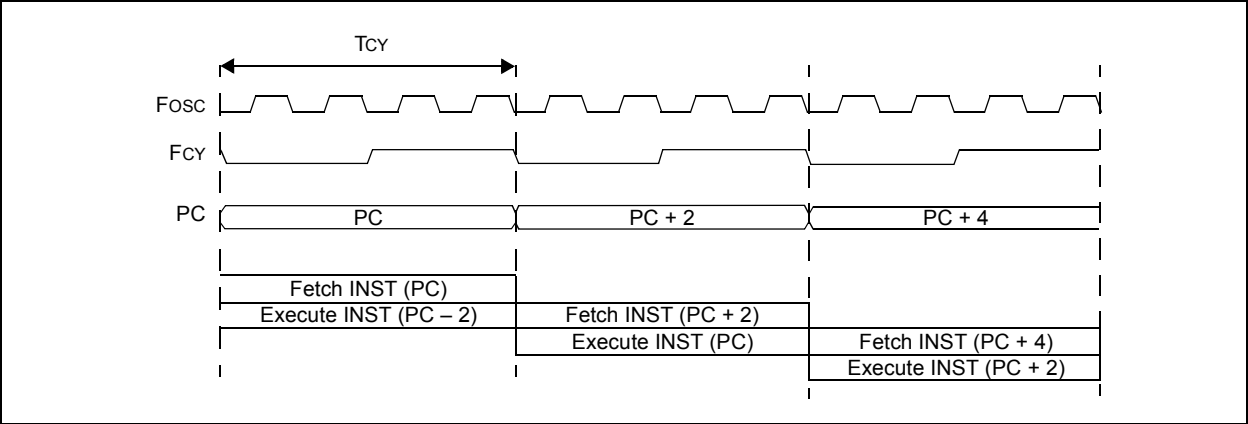 TCY
FOSC
FCY
PC PC PC + 2 PC + 4
Fetch INST (PC)
Execute INST (PC – 2) Fetch INST (PC + 2)
Execute INST (PC) Fetch INST (PC + 4)
Execute INST (PC + 2)